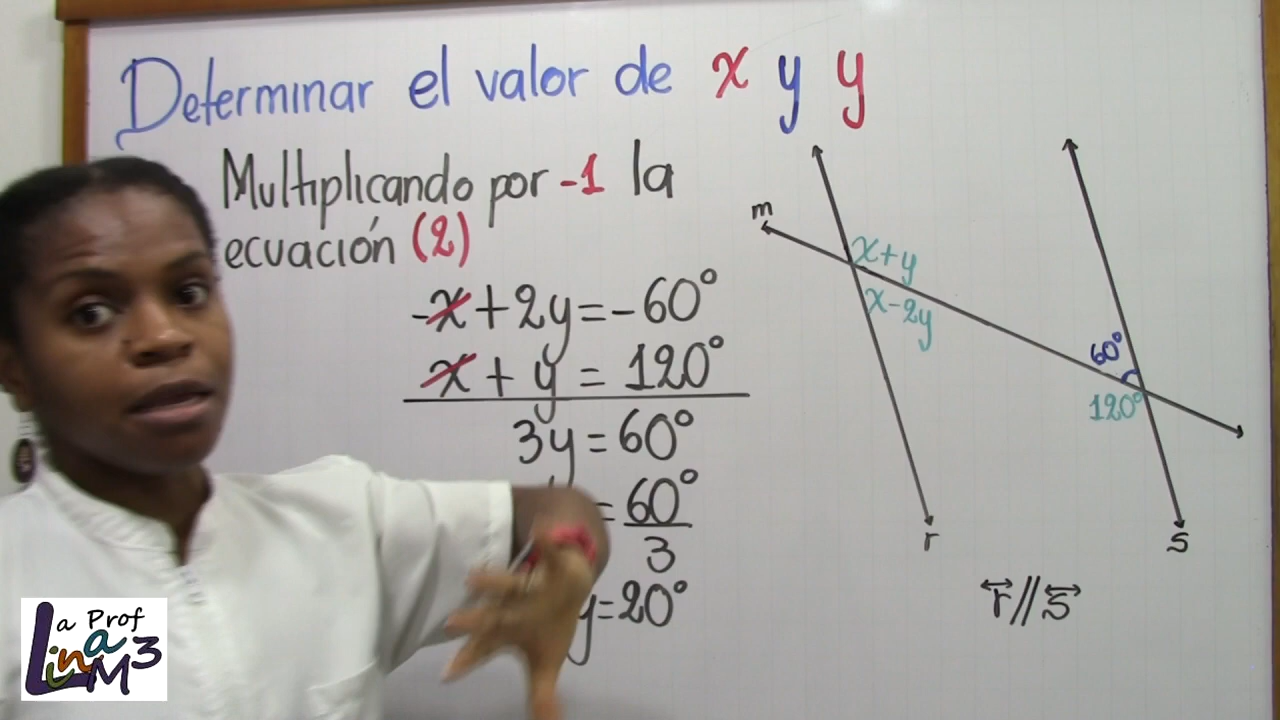 Determinar el valor de x y y
Multiplicando por -1 la
ecuación (2)
-x+2y=-60°
x + y = 120°
3y=60°
= 60°
3
y=20°
m
x+y
x-2y
60°
120°
r
s
r // s
La Prof
Lina M3